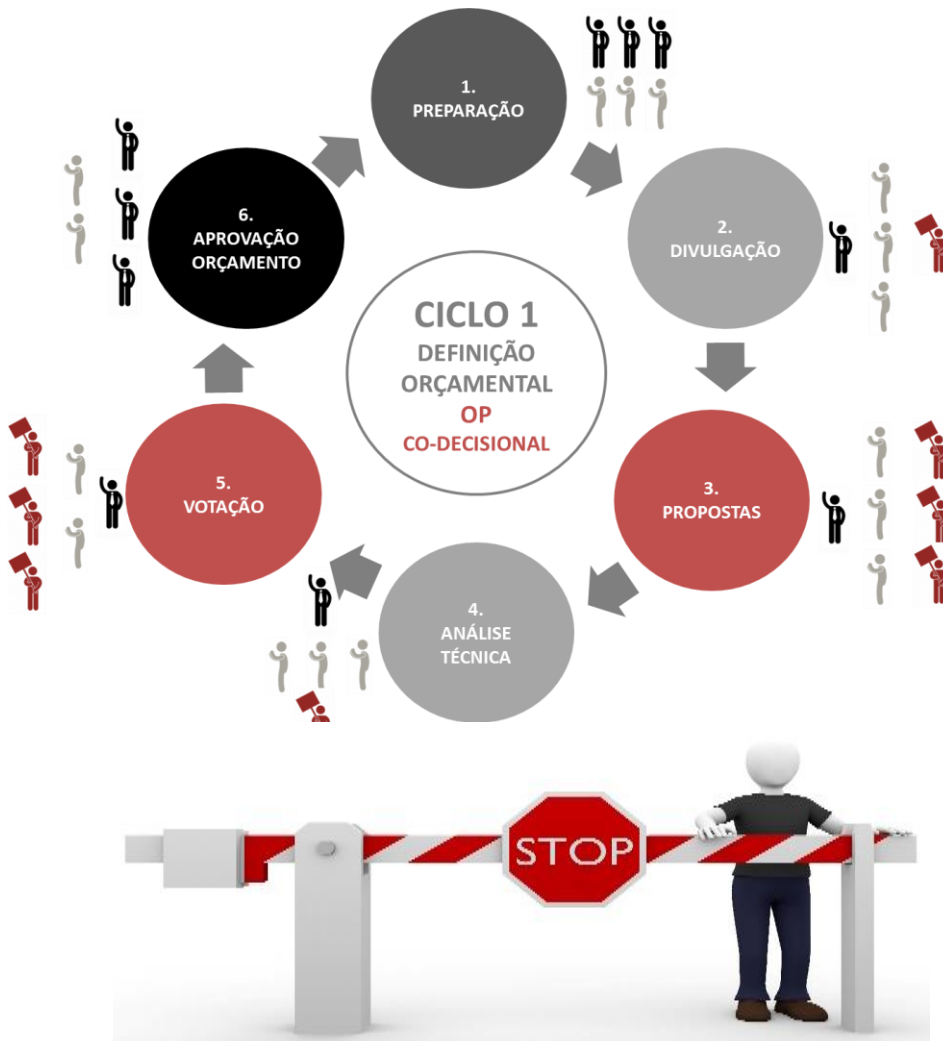 1.
PREPARAÇÃO
2.
DIVULGAÇÃO
3.
PROPOSTAS
4.
ANÁLISE
TÉCNICA
5.
VOTAÇÃO
6.
APROVAÇÃO
ORÇAMENTO
CICLO 1
DEFINIÇÃO
ORÇAMENTAL
OP
CO-DECISIONAL
STOP